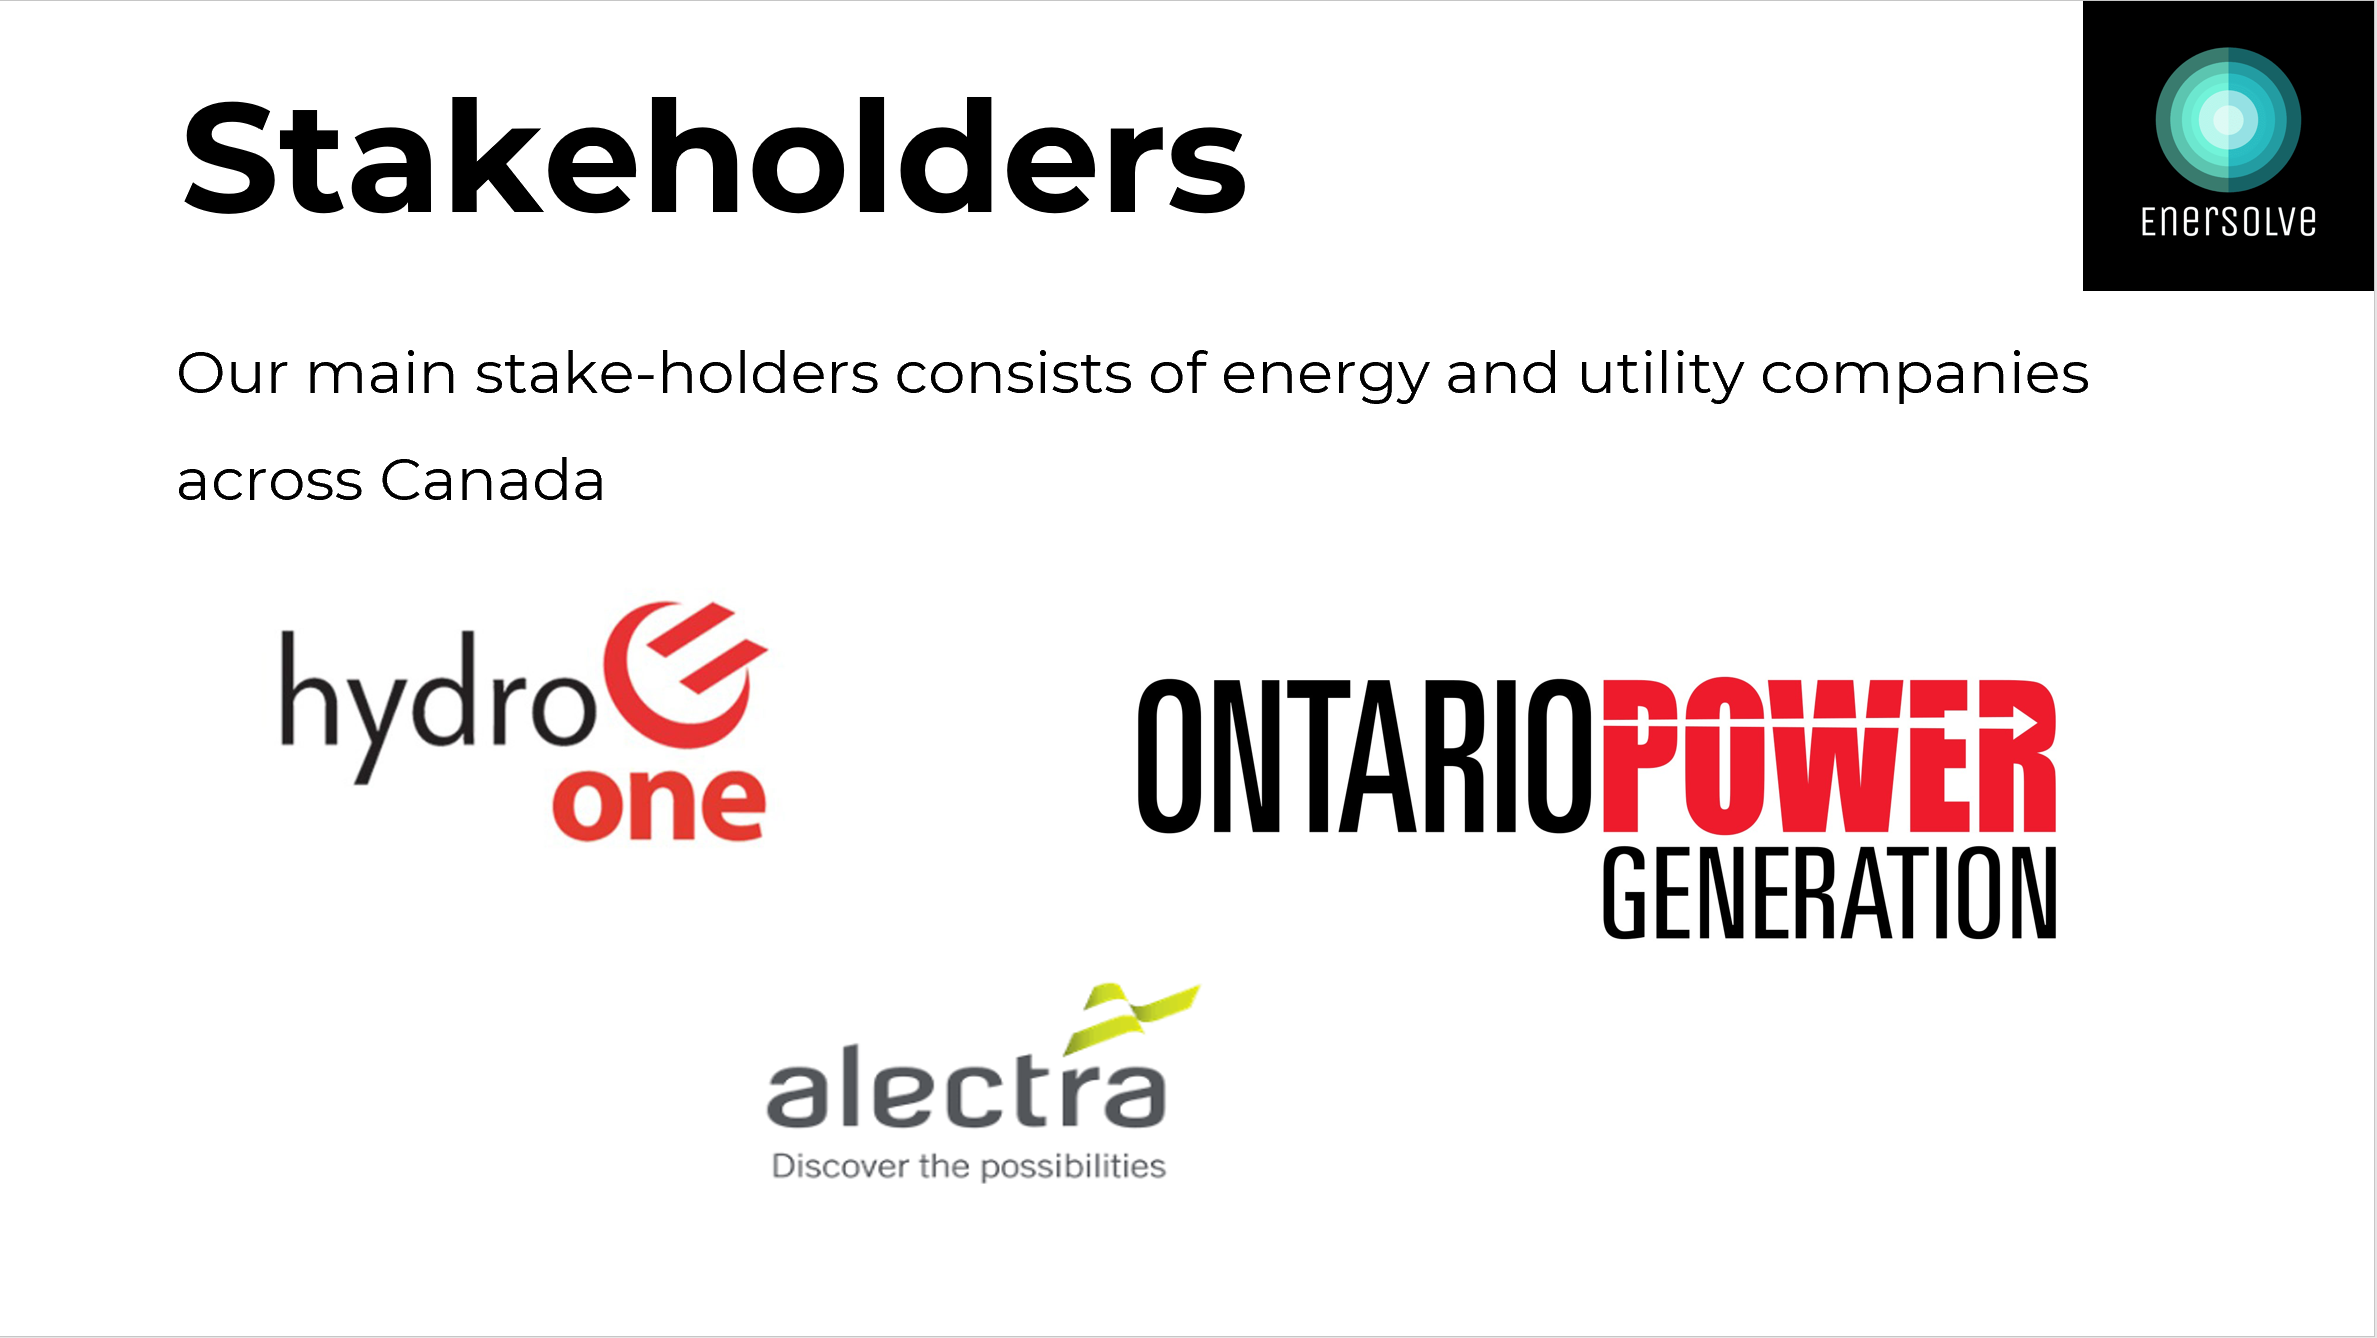 Stakeholders
Enersolve
Our main stake-holders consists of energy and utility companies
across Canada
hydro
one
ONTARIOPOWER
GENERATION
alectra
Discover the possibilities